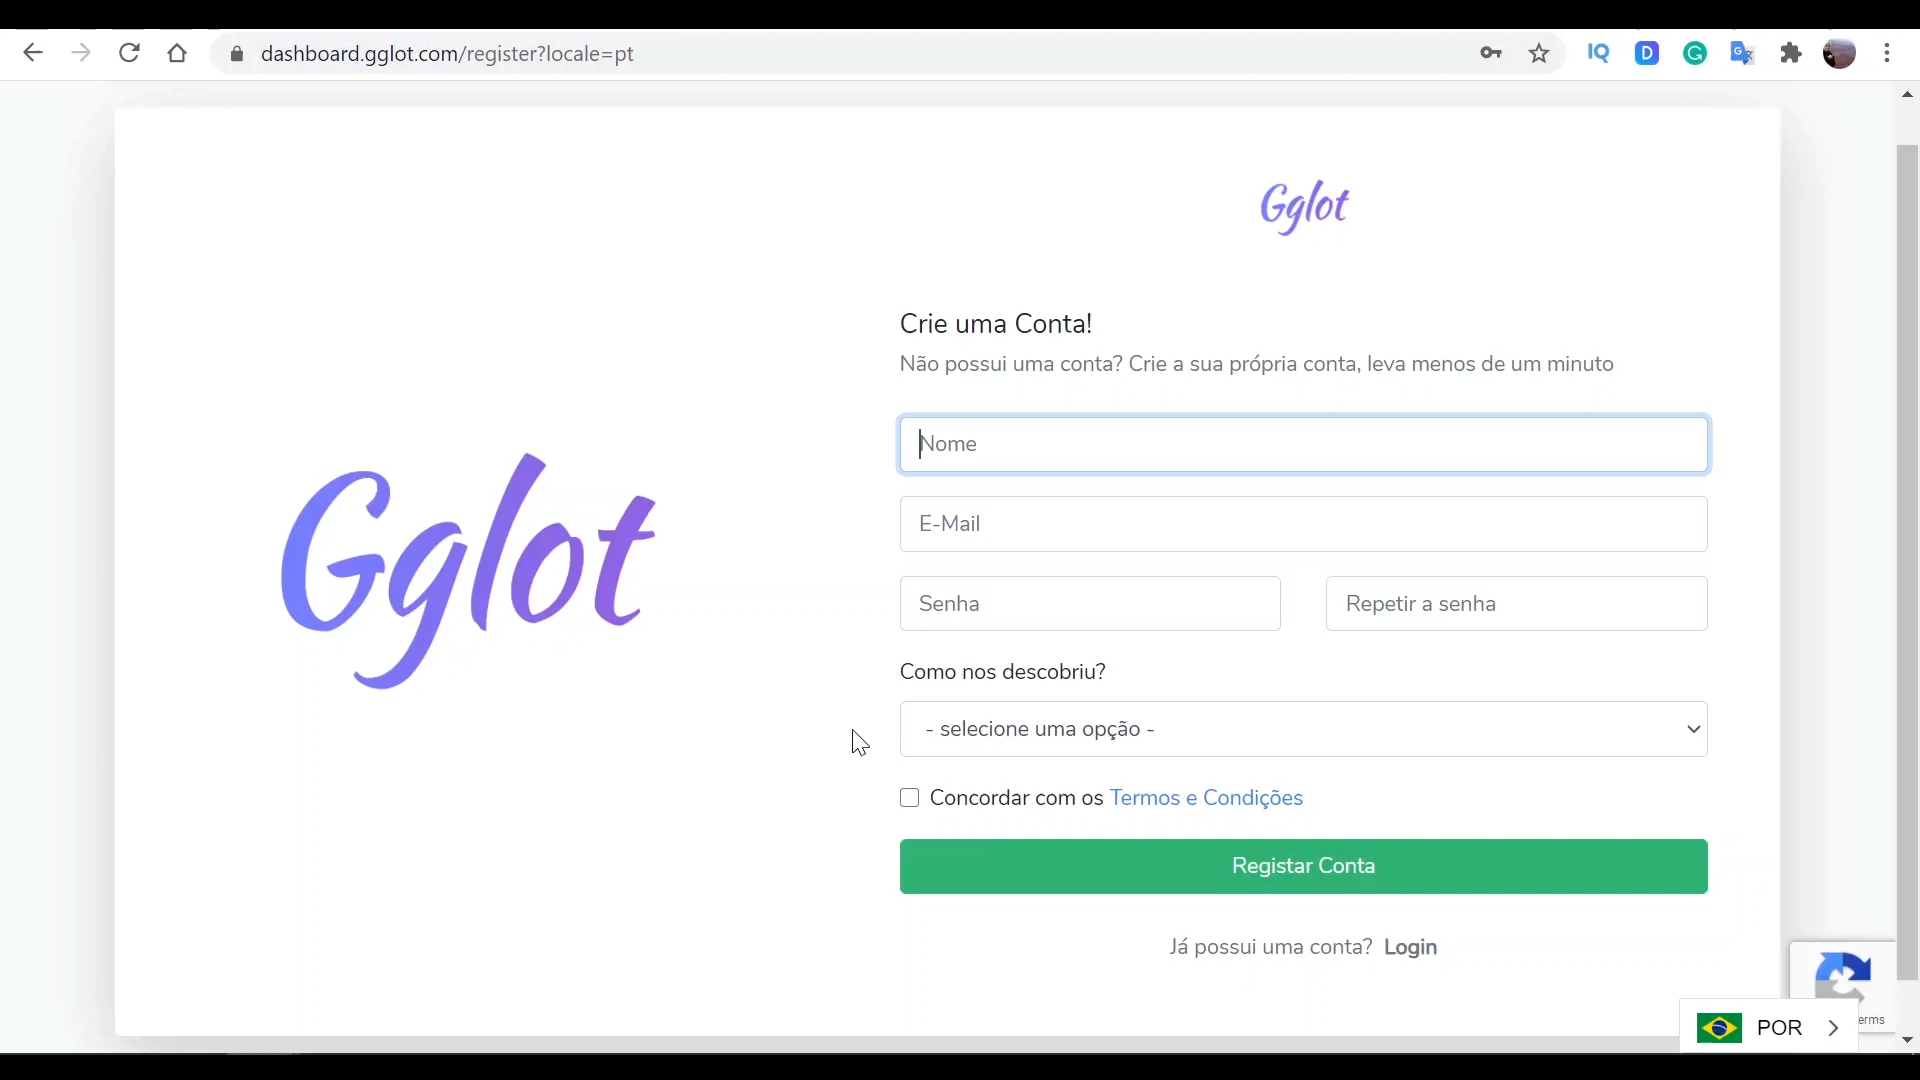 dashboard.gglot.com/register?locale=pt
IQ
D
G
Gglot
Crie uma Conta!
Não possui uma conta? Crie a sua própria conta, leva menos de um minuto
Nome
Gglot
E-Mail
Senha
Repetir a senha
Como nos descobriu?
- selecione uma opção -
Concordar com os Termos e Condições
Registar Conta
Já possui uma conta? Login
erms
POR